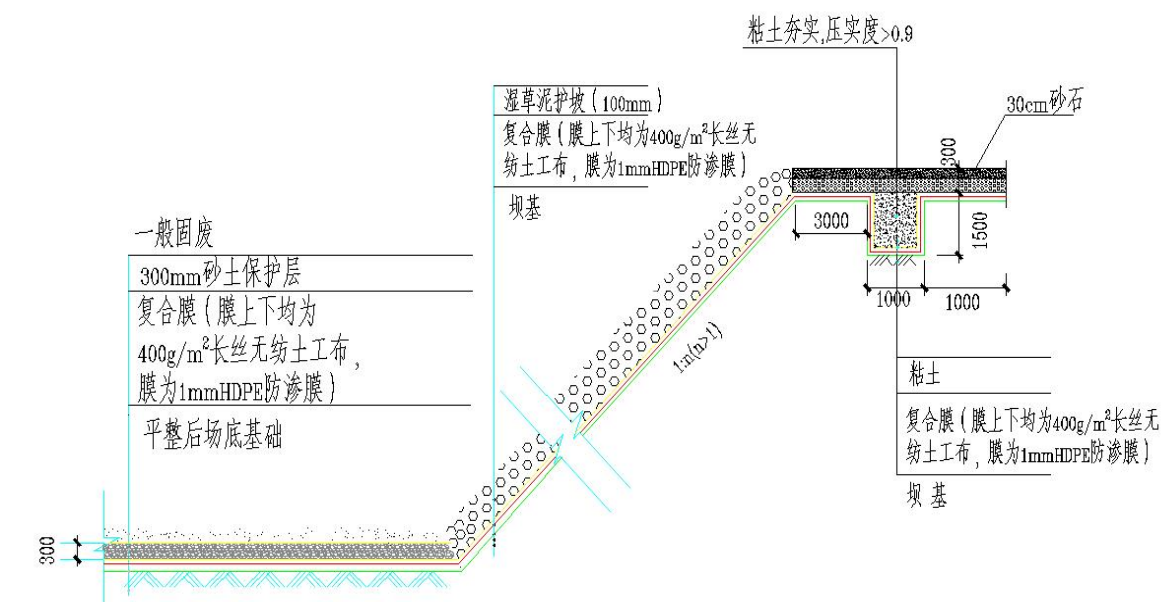 粘土夯实,压实度>0.9
湿草泥护坡(100mm)
30cm砂石
复合膜(膜上下均为400g/m²长丝无
纺土工布,膜为1mmHDPE防渗膜)
坝基
300
3000
1500
1000
1000
一般固废
300mm砂土保护层
复合膜(膜上下均为
400g/m²长丝无纺土工布,
膜为1mmHDPE防渗膜)
平整后场底基础
1:n(n>1)
粘土
复合膜(膜上下均为400g/m²长丝无
纺土工布,膜为1mmHDPE防渗膜)
坝基
300